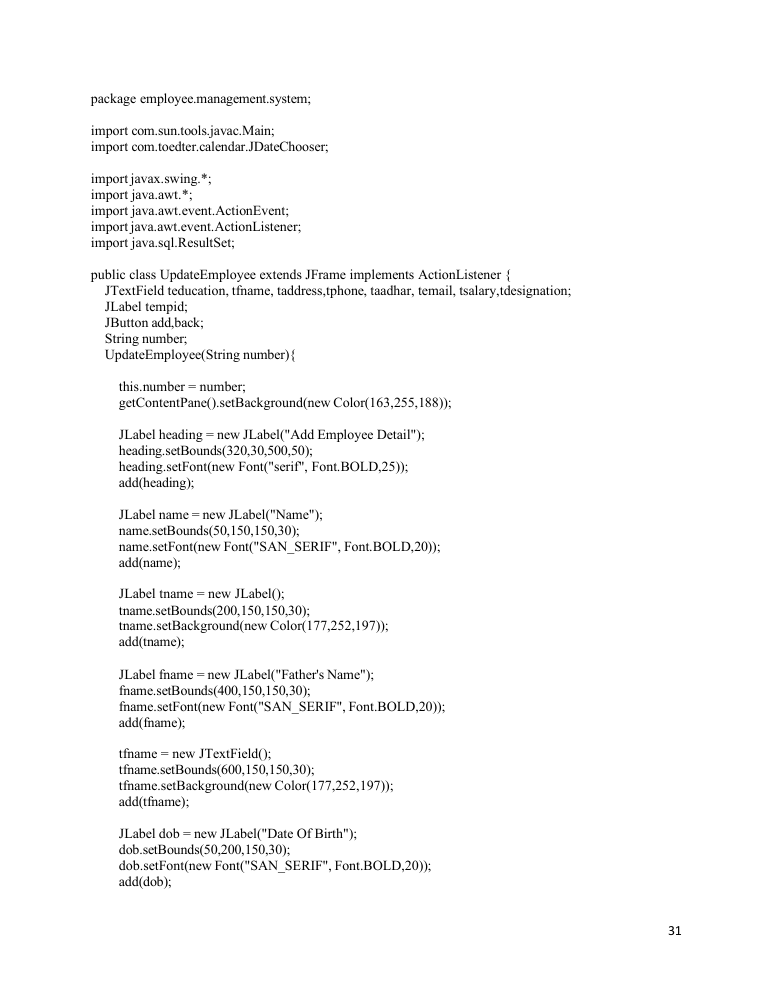 package employee.management.system;
import com.sun.tools.javac.Main;
import com.toedter.calendar.JDateChooser;
import javax.swing.*;
import java.awt.*;
import java.awt.event.ActionEvent;
import java.awt.event.ActionListener;
import java.sql.ResultSet;
public class UpdateEmployee extends JFrame implements ActionListener {
JTextField teducation, tfname, taddress,tphone, taadhar, temail, tsalary,tdesignation;
JLabel tempid;
JButton add,back;
String number;
UpdateEmployee(String number){
this.number = number;
getContentPane().setBackground(new Color(163,255,188));
JLabel heading = new JLabel("Add Employee Detail");
heading.setBounds(320,30,500,50);
heading.setFont(new Font("serif", Font.BOLD,25));
add(heading);
JLabel name = new JLabel("Name");
name.setBounds(50,150,150,30);
name.setFont(new Font("SAN_SERIF", Font.BOLD,20));
add(name);
JLabel tname = new JLabel();
tname.setBounds(200,150,150,30);
tname.setBackground(new Color(177,252,197));
add(tname);
JLabel fname = new JLabel("Father's Name");
fname.setBounds(400,150,150,30);
fname.setFont(new Font("SAN_SERIF", Font.BOLD,20));
add(fname);
tfname = new JTextField();
tfname.setBounds(600,150,150,30);
tfname.setBackground(new Color(177,252,197));
add(tfname);
JLabel dob = new JLabel("Date Of Birth");
dob.setBounds(50,200,150,30);
dob.setFont(new Font("SAN_SERIF", Font.BOLD,20));
add(dob);
31